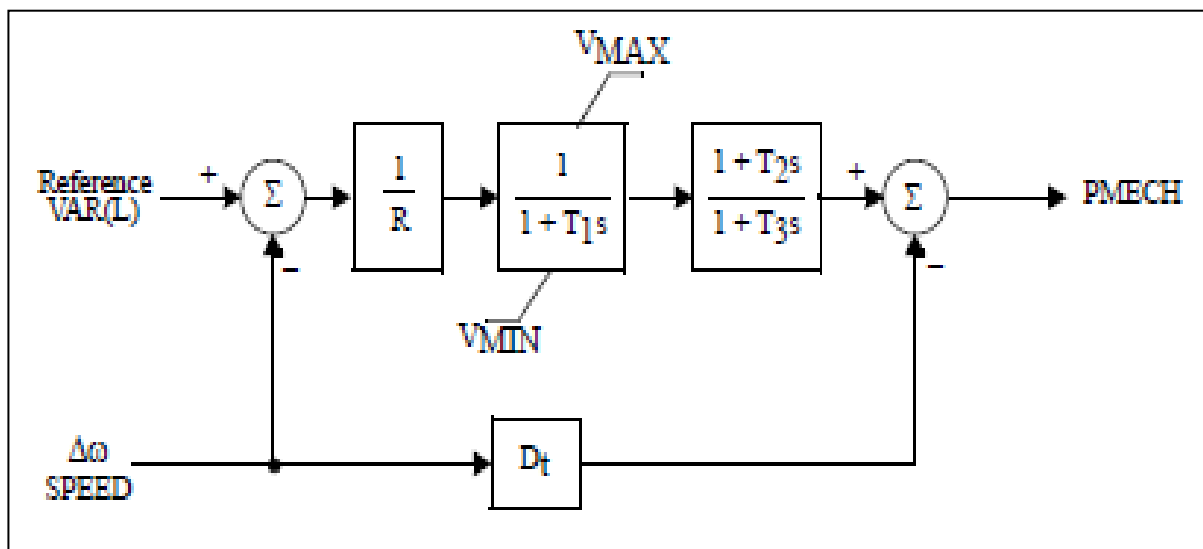 VMAX
Reference
VAR(L)
+
Σ
−
1
R
1
1 + T1s
1 + T2s
1 + T3s
+
Σ
−
PMECH
VMIN
Δω
SPEED
Dt